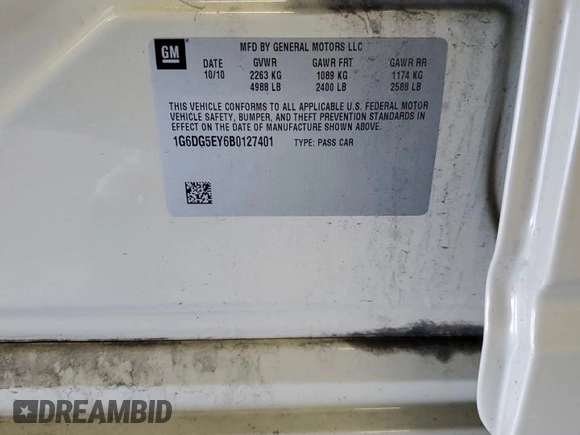 GM
MFD BY GENERAL MOTORS LLC
DATE GVWR GAWR FRT GAWR RR
10/10 2263 KG 1089 KG 1174 KG
4988 LB 2400 LB 2588 LB
THIS VEHICLE CONFORMS TO ALL APPLICABLE U.S. FEDERAL MOTOR
VEHICLE SAFETY, BUMPER, AND THEFT PREVENTION STANDARDS IN
EFFECT ON THE DATE OF MANUFACTURE SHOWN ABOVE.
1G6DG5EY6B0127401 TYPE: PASS CAR
DREAMBID